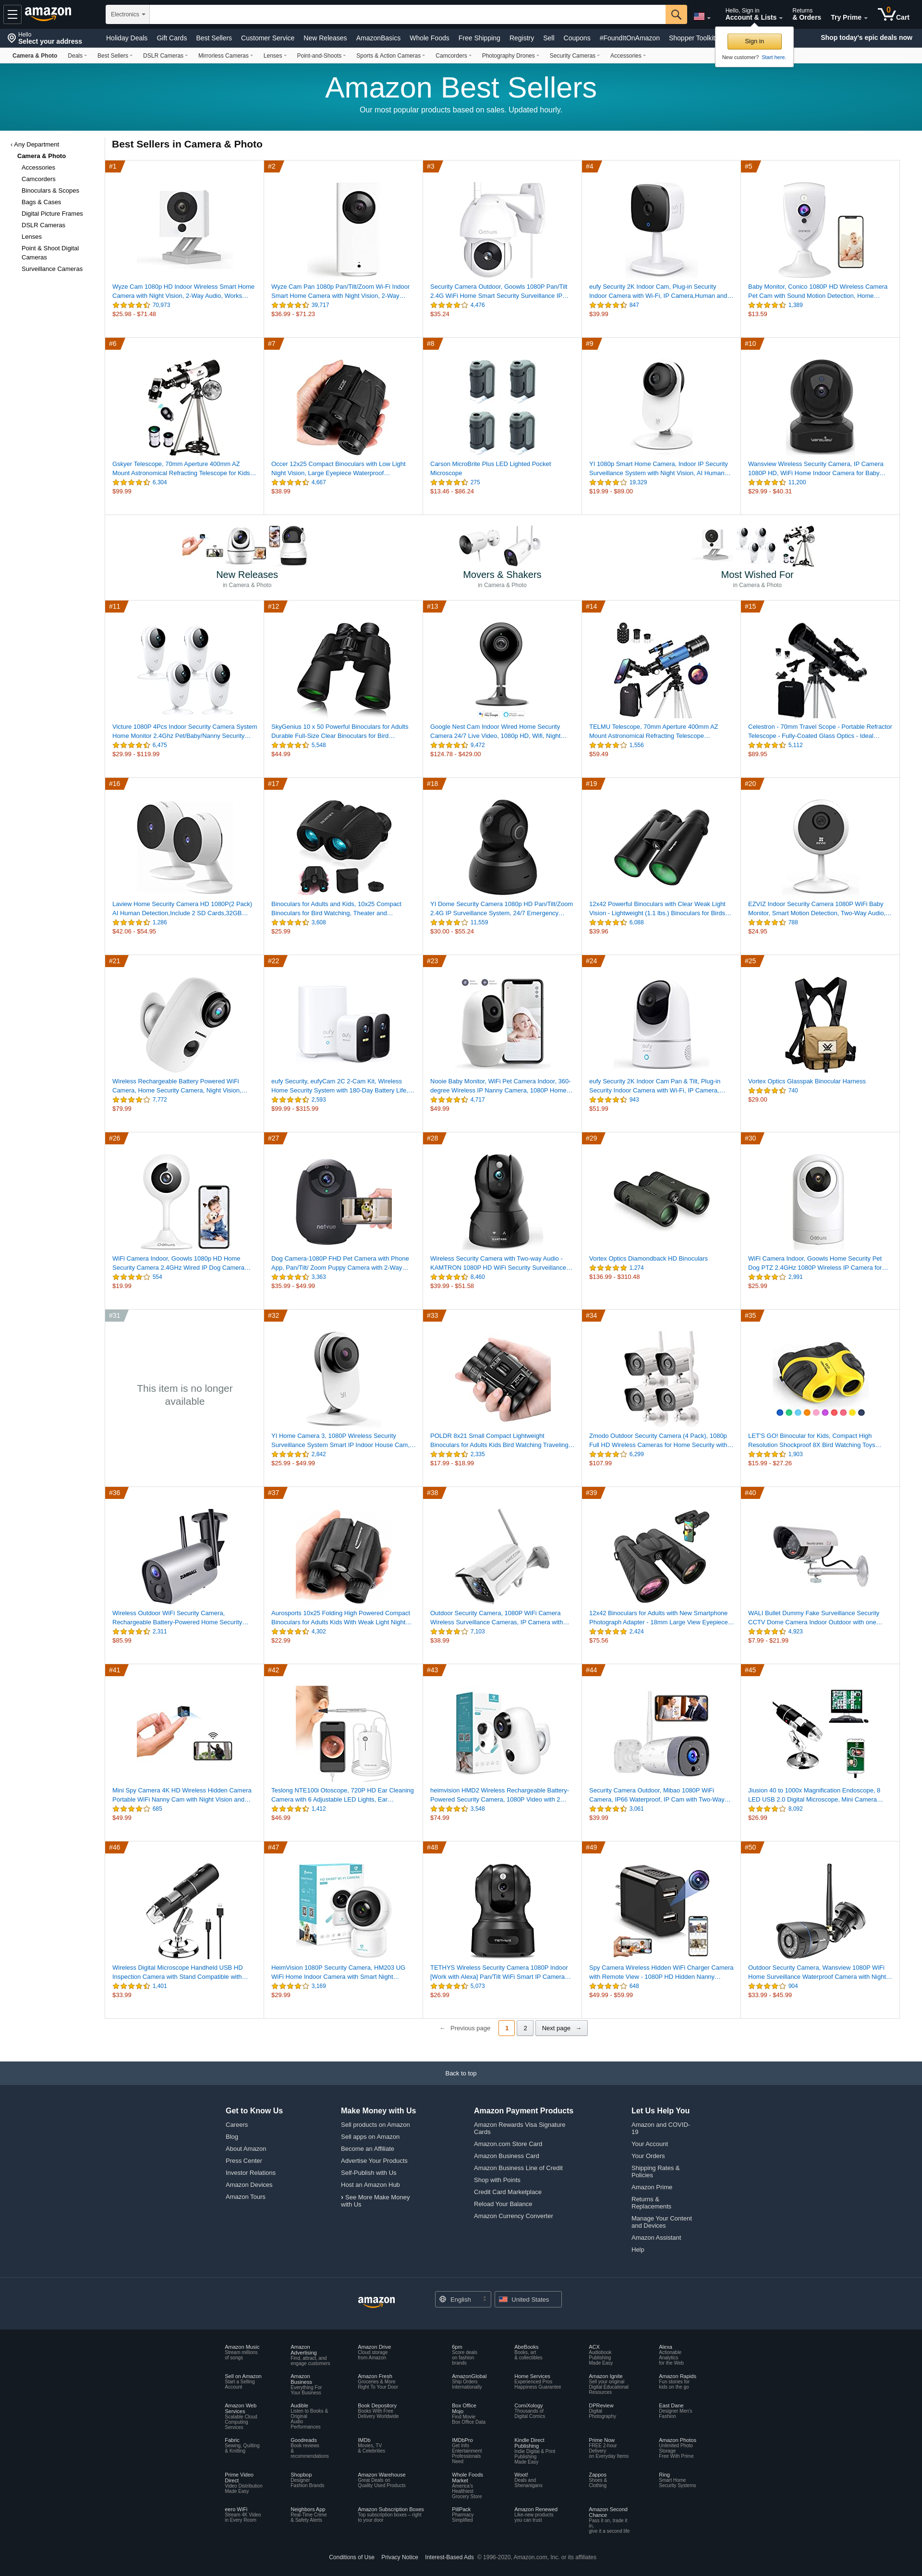 amazon
Electronics
Hello, Sign in
Account & Lists
Returns
& Orders
Try Prime
0
Cart
Hello
Select your address
Holiday Deals
Gift Cards
Best Sellers
Customer Service
New Releases
AmazonBasics
Whole Foods
Free Shipping
Registry
Sell
Coupons
#FoundItOnAmazon
Shopper Toolkit
Shop today's epic deals now
Sign in
New customer? Start here.
Camera & Photo
Deals
Best Sellers
DSLR Cameras
Mirrorless Cameras
Lenses
Point-and-Shoots
Sports & Action Cameras
Camcorders
Photography Drones
Security Cameras
Accessories
Amazon Best Sellers
Our most popular products based on sales. Updated hourly.
‹ Any Department
Camera & Photo
Accessories
Camcorders
Binoculars & Scopes
Bags & Cases
Digital Picture Frames
DSLR Cameras
Lenses
Point & Shoot Digital
Cameras
Surveillance Cameras
Best Sellers in Camera & Photo
#1
Wyze Cam 1080p HD Indoor Wireless Smart Home
Camera with Night Vision, 2-Way Audio, Works…
70,973
$25.98 - $71.48
#2
Wyze Cam Pan 1080p Pan/Tilt/Zoom Wi-Fi Indoor
Smart Home Camera with Night Vision, 2-Way…
39,717
$36.99 - $71.23
#3
Security Camera Outdoor, Goowls 1080p Pan/Tilt
2.4G WiFi Home Smart Security Surveillance IP…
4,476
$35.24
#4
eufy Security 2K Indoor Cam, Plug-in Security
Indoor Camera with Wi-Fi, IP Camera,Human and…
847
$39.99
#5
Baby Monitor, Conico 1080P HD Wireless Camera
Pet Cam with Sound Motion Detection, Home…
1,389
$13.59
#6
Gskyer Telescope, 70mm Aperture 400mm AZ
Mount Astronomical Refracting Telescope for Kids…
6,304
$99.99
#7
Occer 12x25 Compact Binoculars with Low Light
Night Vision, Large Eyepiece Waterproof…
4,667
$38.99
#8
Carson MicroBrite Plus LED Lighted Pocket
Microscope
275
$13.46 - $86.24
#9
YI 1080p Smart Home Camera, Indoor IP Security
Surveillance System with Night Vision, AI Human…
19,329
$19.99 - $89.00
#10
Wansview Wireless Security Camera, IP Camera
1080P HD, WiFi Home Indoor Camera for Baby…
11,200
$29.99 - $40.31
New Releases
in Camera & Photo
Movers & Shakers
in Camera & Photo
Most Wished For
in Camera & Photo
#11
Victure 1080P 4Pcs Indoor Security Camera System
Home Monitor 2.4Ghz Pet/Baby/Nanny Security…
6,475
$29.99 - $119.99
#12
SkyGenius 10 x 50 Powerful Binoculars for Adults
Durable Full-Size Clear Binoculars for Bird…
5,548
$44.99
#13
Google Nest Cam Indoor Wired Home Security
Camera 24/7 Live Video, 1080p HD, Wifi, Night…
9,472
$124.78 - $429.00
#14
TELMU Telescope, 70mm Aperture 400mm AZ
Mount Astronomical Refracting Telescope…
1,556
$59.49
#15
Celestron - 70mm Travel Scope - Portable Refractor
Telescope - Fully-Coated Glass Optics - Ideal…
5,112
$89.95
#16
Laview Home Security Camera HD 1080P(2 Pack)
AI Human Detection,Include 2 SD Cards,32GB…
1,286
$42.06 - $54.95
#17
Binoculars for Adults and Kids, 10x25 Compact
Binoculars for Bird Watching, Theater and…
3,608
$25.99
#18
YI Dome Security Camera 1080p HD Pan/Tilt/Zoom
2.4G IP Surveillance System, 24/7 Emergency…
11,559
$30.00 - $55.24
#19
12x42 Powerful Binoculars with Clear Weak Light
Vision - Lightweight (1.1 lbs.) Binoculars for Birds…
6,088
$39.96
#20
EZVIZ Indoor Security Camera 1080P WiFi Baby
Monitor, Smart Motion Detection, Two-Way Audio,…
788
$24.95
#21
Wireless Rechargeable Battery Powered WiFi
Camera, Home Security Camera, Night Vision,…
7,772
$79.99
#22
eufy Security, eufyCam 2C 2-Cam Kit, Wireless
Home Security System with 180-Day Battery Life,…
2,593
$99.99 - $315.99
#23
Nooie Baby Monitor, WiFi Pet Camera Indoor, 360-
degree Wireless IP Nanny Camera, 1080P Home…
4,717
$49.99
#24
eufy Security 2K Indoor Cam Pan & Tilt, Plug-in
Security Indoor Camera with Wi-Fi, IP Camera,…
943
$51.99
#25
Vortex Optics Glasspak Binocular Harness
740
$29.00
#26
WiFi Camera Indoor, Goowls 1080p HD Home
Security Camera 2.4GHz Wired IP Dog Camera…
554
$19.99
#27
Dog Camera-1080P FHD Pet Camera with Phone
App, Pan/Tilt/ Zoom Puppy Camera with 2-Way…
3,363
$35.99 - $49.99
#28
Wireless Security Camera with Two-way Audio -
KAMTRON 1080P HD WiFi Security Surveillance…
8,460
$39.99 - $51.58
#29
Vortex Optics Diamondback HD Binoculars
1,274
$136.99 - $310.48
#30
WiFi Camera Indoor, Goowls Home Security Pet
Dog PTZ 2.4GHz 1080P Wireless IP Camera for…
2,991
$25.99
#31
This item is no longer
available
#32
YI Home Camera 3, 1080P Wireless Security
Surveillance System Smart IP Indoor House Cam,…
2,842
$25.99 - $49.99
#33
POLDR 8x21 Small Compact Lightweight
Binoculars for Adults Kids Bird Watching Traveling…
2,335
$17.99 - $18.99
#34
Zmodo Outdoor Security Camera (4 Pack), 1080p
Full HD Wireless Cameras for Home Security with…
6,299
$107.99
#35
LET'S GO! Binocular for Kids, Compact High
Resolution Shockproof 8X Bird Watching Toys…
1,903
$15.99 - $27.26
#36
Wireless Outdoor WiFi Security Camera,
Rechargeable Battery-Powered Home Security…
2,311
$85.99
#37
Aurosports 10x25 Folding High Powered Compact
Binoculars for Adults Kids With Weak Light Night…
4,302
$22.99
#38
Outdoor Security Camera, 1080P WiFi Camera
Wireless Surveillance Cameras, IP Camera with…
7,103
$38.99
#39
12x42 Binoculars for Adults with New Smartphone
Photograph Adapter - 18mm Large View Eyepiece…
2,424
$75.56
#40
WALI Bullet Dummy Fake Surveillance Security
CCTV Dome Camera Indoor Outdoor with one…
4,923
$7.99 - $21.99
#41
Mini Spy Camera 4K HD Wireless Hidden Camera
Portable WiFi Nanny Cam with Night Vision and…
685
$49.99
#42
Teslong NTE100i Otoscope, 720P HD Ear Cleaning
Camera with 6 Adjustable LED Lights, Ear…
1,412
$46.99
#43
heimvision HMD2 Wireless Rechargeable Battery-
Powered Security Camera, 1080P Video with 2…
3,548
$74.99
#44
Security Camera Outdoor, Mibao 1080P WiFi
Camera, IP66 Waterproof, IP Cam with Two-Way…
3,061
$39.99
#45
Jiusion 40 to 1000x Magnification Endoscope, 8
LED USB 2.0 Digital Microscope, Mini Camera…
8,092
$26.99
#46
Wireless Digital Microscope Handheld USB HD
Inspection Camera with Stand Compatible with…
1,401
$33.99
#47
HeimVision 1080P Security Camera, HM203 UG
WiFi Home Indoor Camera with Smart Night…
3,169
$29.99
#48
TETHYS Wireless Security Camera 1080P Indoor
[Work with Alexa] Pan/Tilt WiFi Smart IP Camera…
5,073
$26.99
#49
Spy Camera Wireless Hidden WiFi Charger Camera
with Remote View - 1080P HD Hidden Nanny…
648
$49.99 - $59.99
#50
Outdoor Security Camera, Wansview 1080P WiFi
Home Surveillance Waterproof Camera with Night…
904
$33.99 - $45.99
← Previous page
1
2
Next page →
Back to top
Get to Know Us
Careers
Blog
About Amazon
Press Center
Investor Relations
Amazon Devices
Amazon Tours
Make Money with Us
Sell products on Amazon
Sell apps on Amazon
Become an Affiliate
Advertise Your Products
Self-Publish with Us
Host an Amazon Hub
› See More Make Money
with Us
Amazon Payment Products
Amazon Rewards Visa Signature
Cards
Amazon.com Store Card
Amazon Business Card
Amazon Business Line of Credit
Shop with Points
Credit Card Marketplace
Reload Your Balance
Amazon Currency Converter
Let Us Help You
Amazon and COVID-
19
Your Account
Your Orders
Shipping Rates &
Policies
Amazon Prime
Returns &
Replacements
Manage Your Content
and Devices
Amazon Assistant
Help
amazon
English
United States
Amazon Music
Stream millions
of songs
Amazon
Advertising
Find, attract, and
engage customers
Amazon Drive
Cloud storage
from Amazon
6pm
Score deals
on fashion
brands
AbeBooks
Books, art
& collectibles
ACX
Audiobook
Publishing
Made Easy
Alexa
Actionable
Analytics
for the Web
Sell on Amazon
Start a Selling
Account
Amazon
Business
Everything For
Your Business
Amazon Fresh
Groceries & More
Right To Your Door
AmazonGlobal
Ship Orders
Internationally
Home Services
Experienced Pros
Happiness Guarantee
Amazon Ignite
Sell your original
Digital Educational
Resources
Amazon Rapids
Fun stories for
kids on the go
Amazon Web
Services
Scalable Cloud
Computing
Services
Audible
Listen to Books &
Original
Audio
Performances
Book Depository
Books With Free
Delivery Worldwide
Box Office
Mojo
Find Movie
Box Office Data
ComiXology
Thousands of
Digital Comics
DPReview
Digital
Photography
East Dane
Designer Men's
Fashion
Fabric
Sewing, Quilting
& Knitting
Goodreads
Book reviews
&
recommendations
IMDb
Movies, TV
& Celebrities
IMDbPro
Get Info
Entertainment
Professionals
Need
Kindle Direct
Publishing
Indie Digital & Print
Publishing
Made Easy
Prime Now
FREE 2-hour
Delivery
on Everyday Items
Amazon Photos
Unlimited Photo
Storage
Free With Prime
Prime Video
Direct
Video Distribution
Made Easy
Shopbop
Designer
Fashion Brands
Amazon Warehouse
Great Deals on
Quality Used Products
Whole Foods
Market
America's
Healthiest
Grocery Store
Woot!
Deals and
Shenanigans
Zappos
Shoes &
Clothing
Ring
Smart Home
Security Systems
eero WiFi
Stream 4K Video
in Every Room
Neighbors App
Real-Time Crime
& Safety Alerts
Amazon Subscription Boxes
Top subscription boxes – right
to your door
PillPack
Pharmacy
Simplified
Amazon Renewed
Like-new products
you can trust
Amazon Second
Chance
Pass it on, trade it
in,
give it a second life
Conditions of Use
Privacy Notice
Interest-Based Ads
© 1996-2020, Amazon.com, Inc. or its affiliates